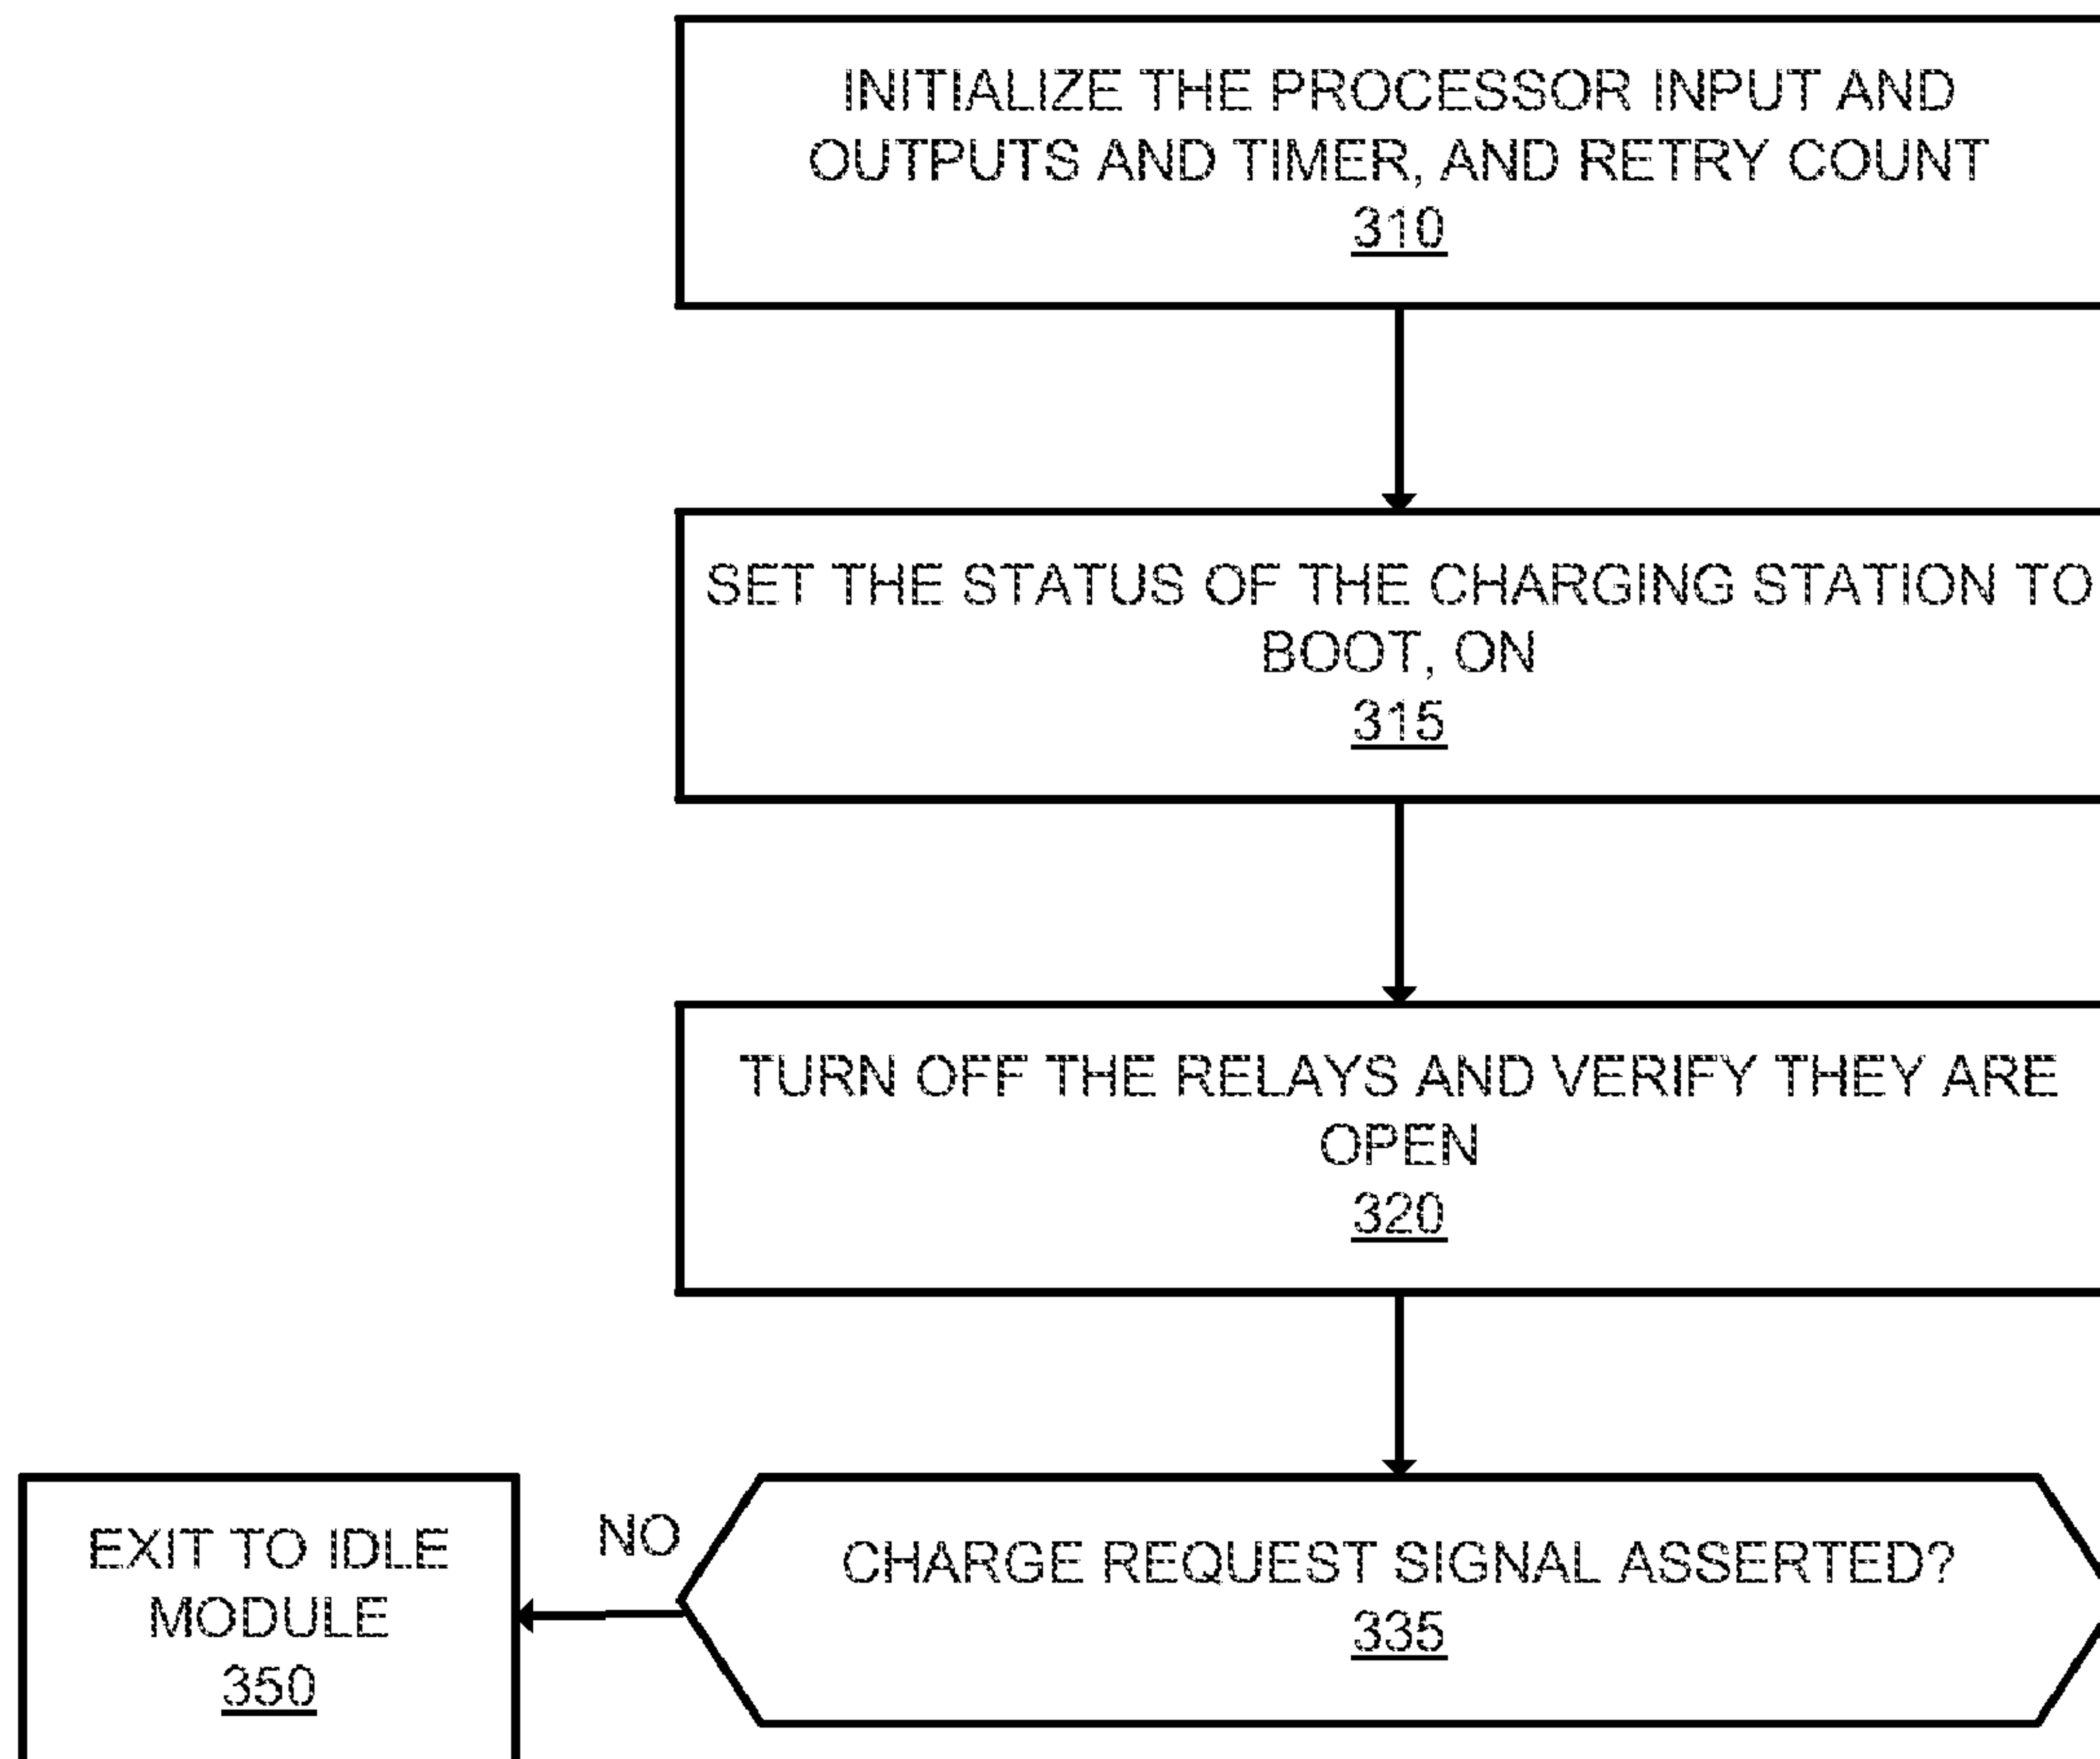 INITIALIZE THE PROCESSOR INPUT AND
OUTPUTS AND TIMER, AND RETRY COUNT
310
SET THE STATUS OF THE CHARGING STATION TO
BOOT, ON
315
TURN OFF THE RELAYS AND VERIFY THEY ARE
OPEN
320
CHARGE REQUEST SIGNAL ASSERTED?
335
NO
EXIT TO IDLE
MODULE
350